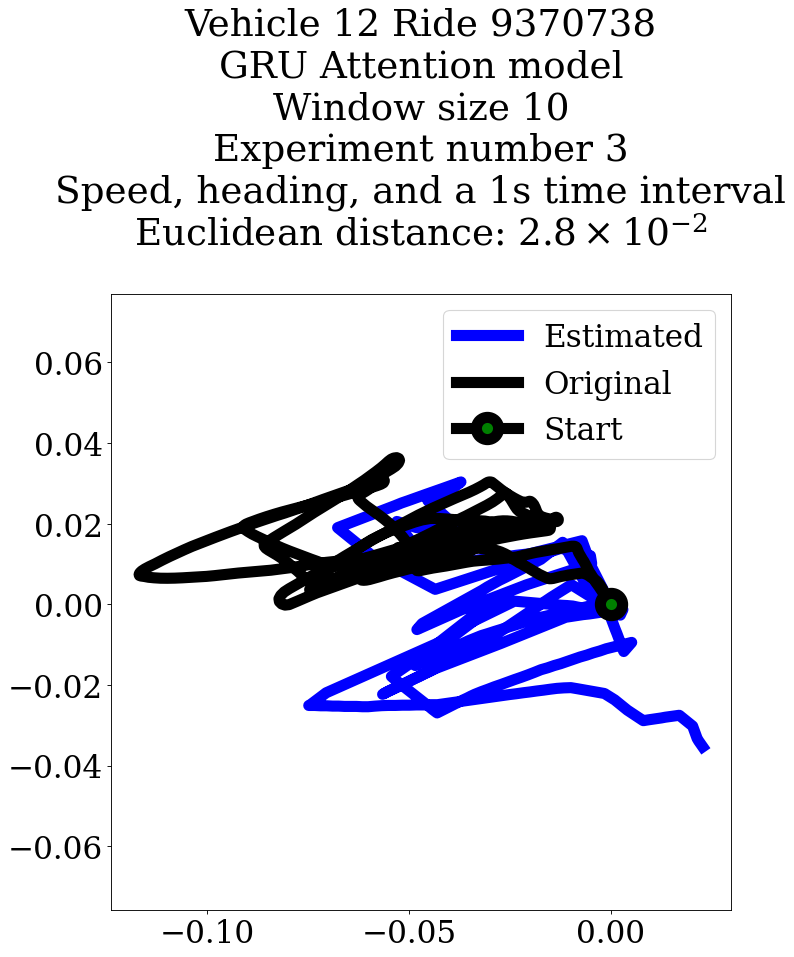 Vehicle 12 Ride 9370738
GRU Attention model
Window size 10
Experiment number 3
Speed, heading, and a 1s time interval
Euclidean distance: 2.8 × 10⁻²
Estimated
Original
Start
0.06
0.04
0.02
0.00
−0.02
−0.04
−0.06
−0.10
−0.05
0.00